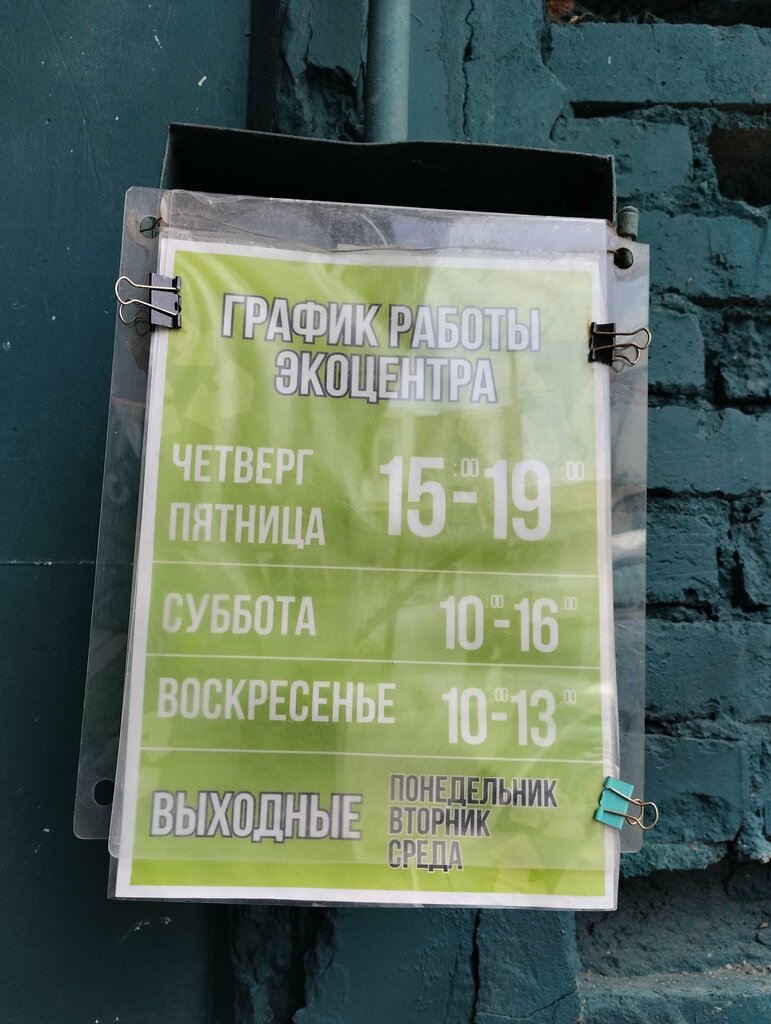 ГРАФИК РАБОТЫ
ЭКОЦЕНТРА
ЧЕТВЕРГ
ПЯТНИЦА
15:00-19:00
СУББОТА 10:00-16:00
ВОСКРЕСЕНЬЕ 10:00-13:00
ВЫХОДНЫЕ
ПОНЕДЕЛЬНИК
ВТОРНИК
СРЕДА